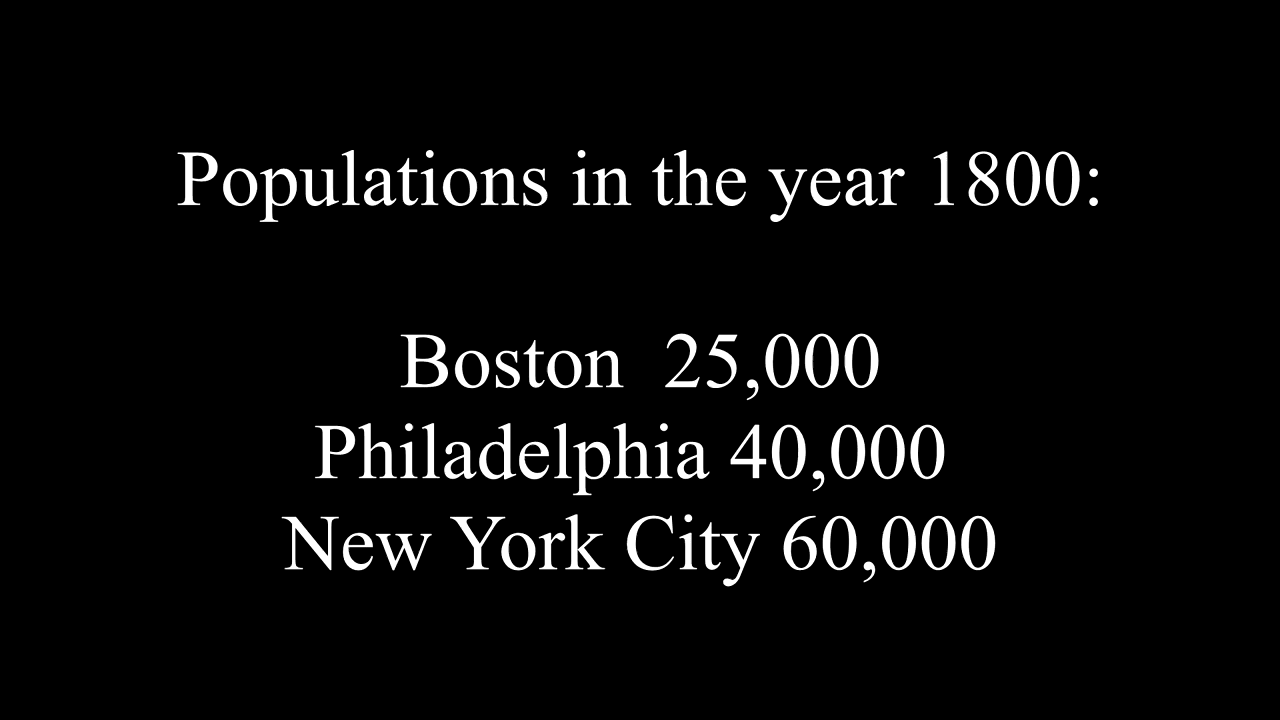 Populations in the year 1800:
Boston  25,000
Philadelphia 40,000
New York City 60,000